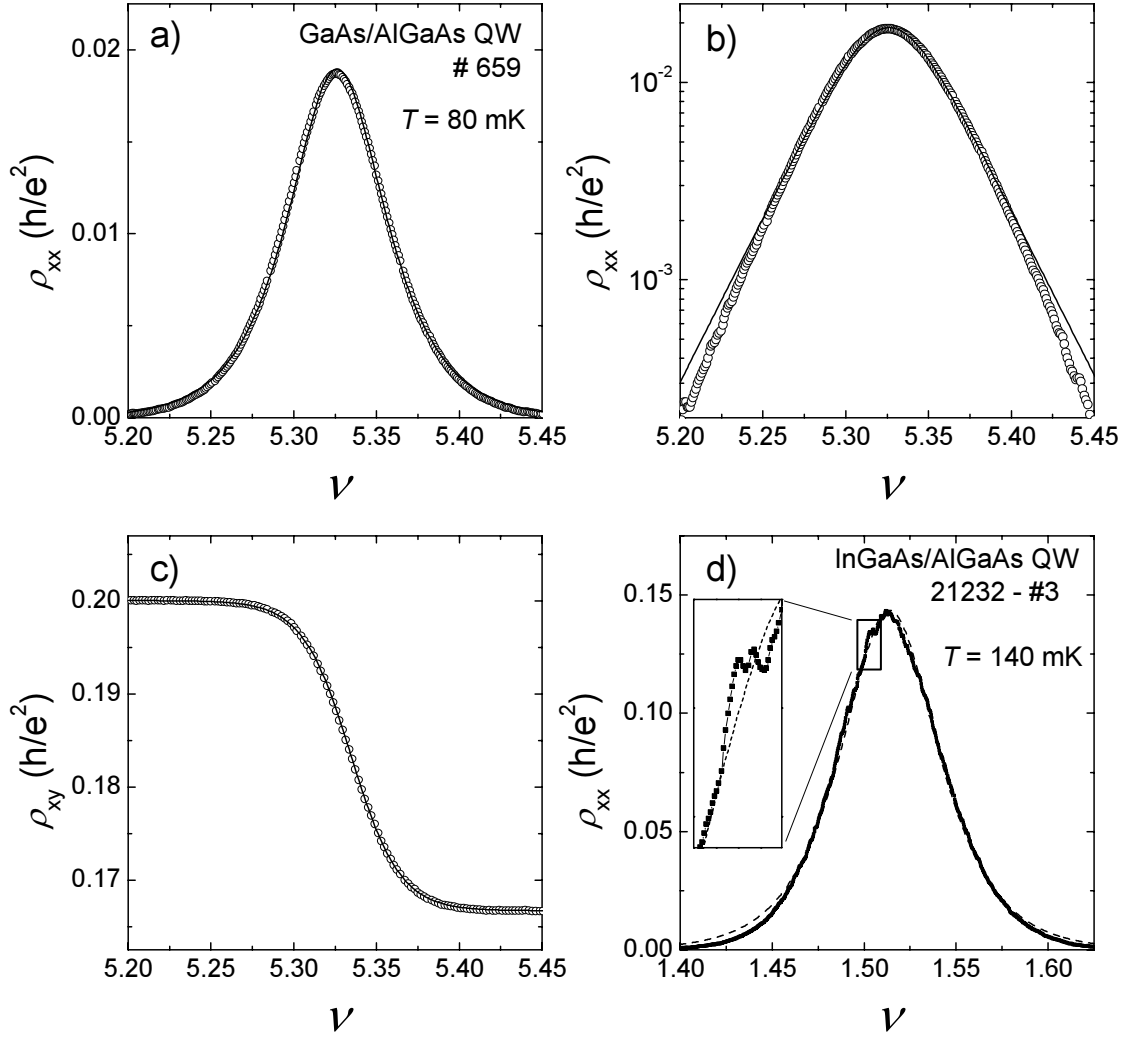 a)
GaAs/AlGaAs QW
# 659
T = 80 mK
0.02
0.01
0.00
ρxx (h/e²)
5.20 5.25 5.30 5.35 5.40 5.45
ν
b)
10⁻²
10⁻³
ρxx (h/e²)
5.20 5.25 5.30 5.35 5.40 5.45
ν
c)
0.20
0.19
0.18
0.17
ρxy (h/e²)
5.20 5.25 5.30 5.35 5.40 5.45
ν
d)
InGaAs/AlGaAs QW
21232 - #3
T = 140 mK
0.15
0.10
0.05
0.00
ρxx (h/e²)
1.40 1.45 1.50 1.55 1.60
ν